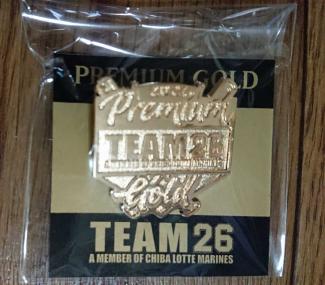 PREMIUM GOLD
Premium
TEAM26
Gold
TEAM 26
A MEMBER OF CHIBA LOTTE MARINES